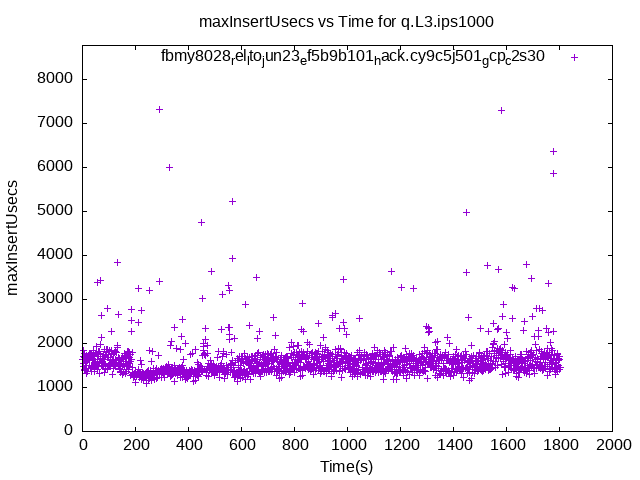 maxInsertUsecs vs Time for q.L3.ips1000
fbmy8028relltojun23ef5b9b101hack.cy9c5j501gcpc2s30
8000
7000
6000
5000
4000
3000
2000
1000
0
maxInsertUsecs
0 200 400 600 800 1000 1200 1400 1600 1800 2000
Time(s)